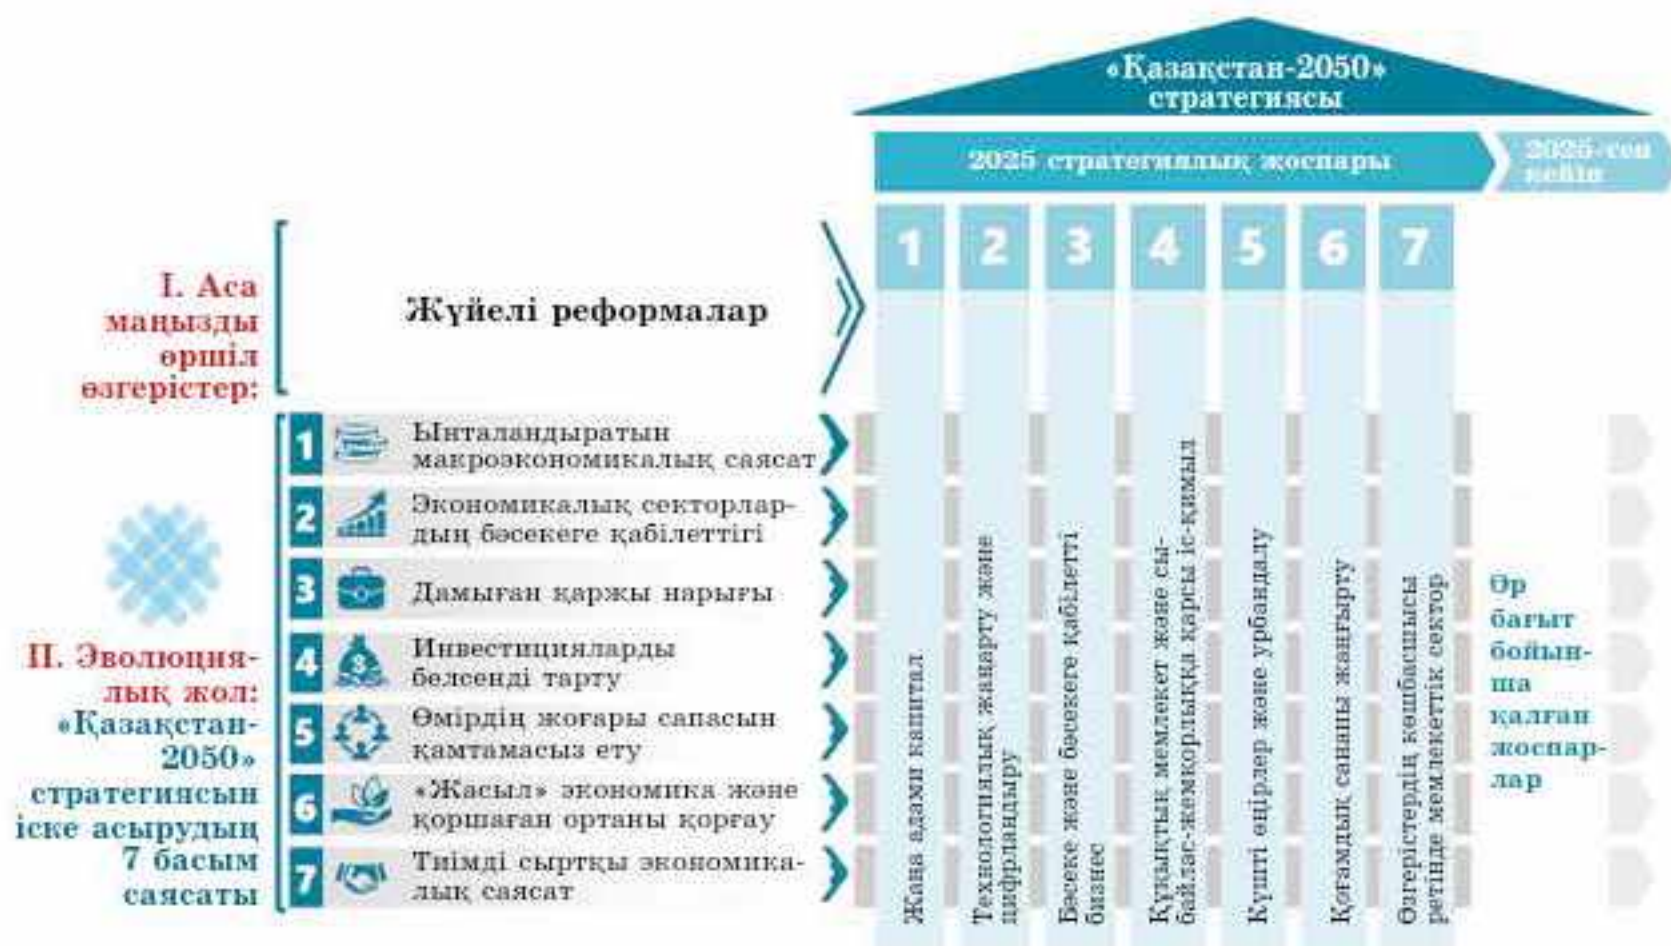 «Қазақстан-2050»
стратегиясы
2025 стратегиялық жоспары
2025-тен
кейін
1 2 3 4 5 6 7
І. Аса
маңызды
өршіл
өзгерістер:
Жүйелі реформалар
1
Ынталандыратын
макроэкономикалық саясат
2
Экономикалық секторлар-
дың бәсекеге қабілеттігі
3
Дамыған қаржы нарығы
4
Инвестицияларды
белсенді тарту
5
Өмірдің жоғары сапасын
қамтамасыз ету
6
«Жасыл» экономика және
қоршаған ортаны қорғау
7
Тиімді сыртқы экономика-
лық саясат
ІІ. Эволюция-
лық жол:
«Қазақстан-
2050»
стратегиясын
іске асырудың
7 басым
саясаты
Жаңа адами капитал
Технологиялық жаңарту және
цифрландыру
Бәсеке және бәсекеге қабілетті
бизнес
Құқықтық мемлекет және сы-
байлас-жемқорлыққа қарсы іс-қимыл
Күшті өңірлер және урбандалу
Қоғамдық сананы жаңғырту
Өзгерістердің көшбасшысы
ретінде мемлекеттік сектор
Әр
бағыт
бойын-
ша
қалған
жоспар-
лар